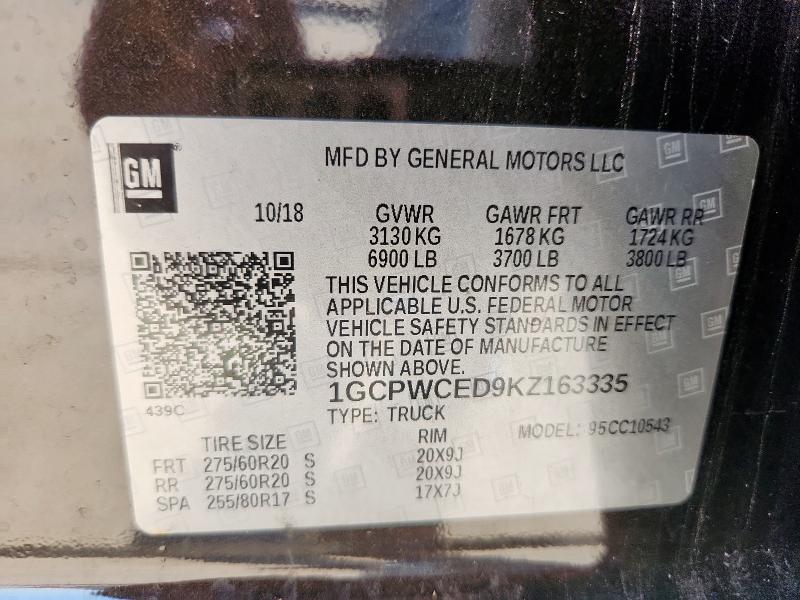 GM
MFD BY GENERAL MOTORS LLC
10/18 GVWR GAWR FRT GAWR RR
3130 KG 1678 KG 1724 KG
6900 LB 3700 LB 3800 LB
THIS VEHICLE CONFORMS TO ALL
APPLICABLE U.S. FEDERAL MOTOR
VEHICLE SAFETY STANDARDS IN EFFECT
ON THE DATE OF MANUFACTURE
SHOWN ABOVE.
1GCPWCED9KZ163335
439C
TYPE: TRUCK
MODEL: 95CC10543
TIRE SIZE RIM
FRT 275/60R20 S 20X9J
RR 275/60R20 S 20X9J
SPA 255/80R17 S 17X7J